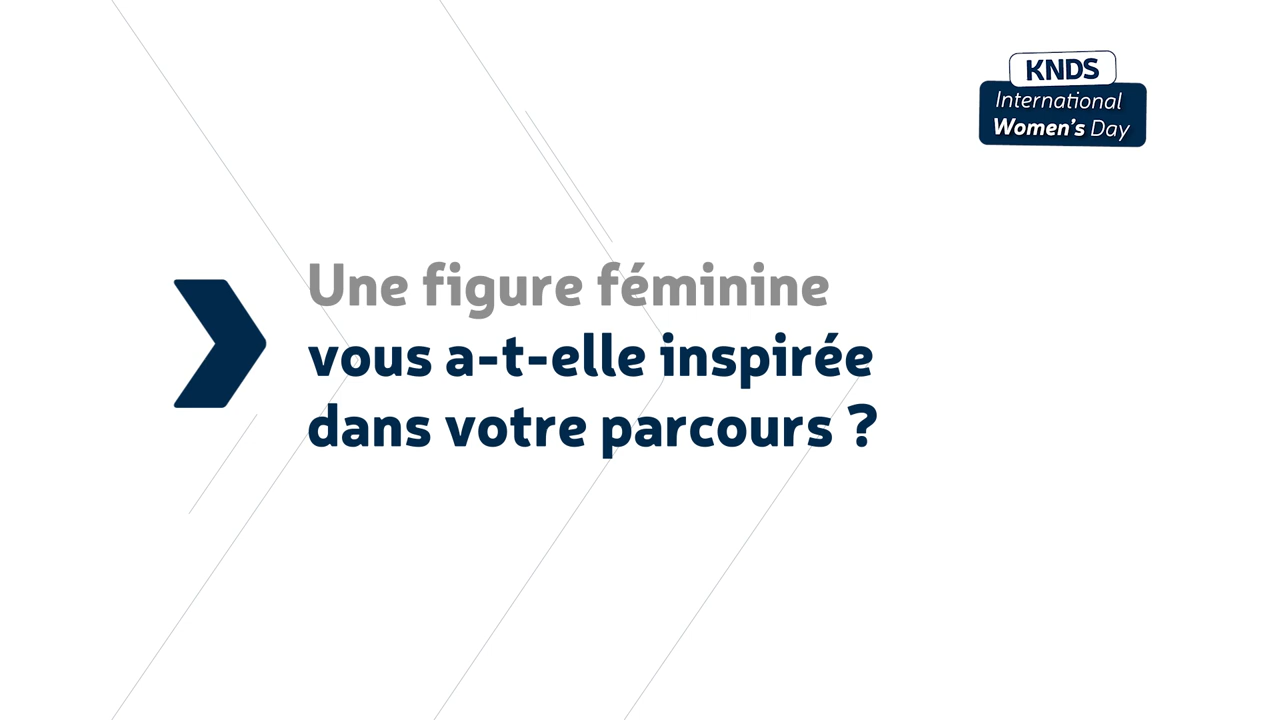 KNDS
International
Women's Day
Une figure féminine
vous a-t-elle inspirée
dans votre parcours ?